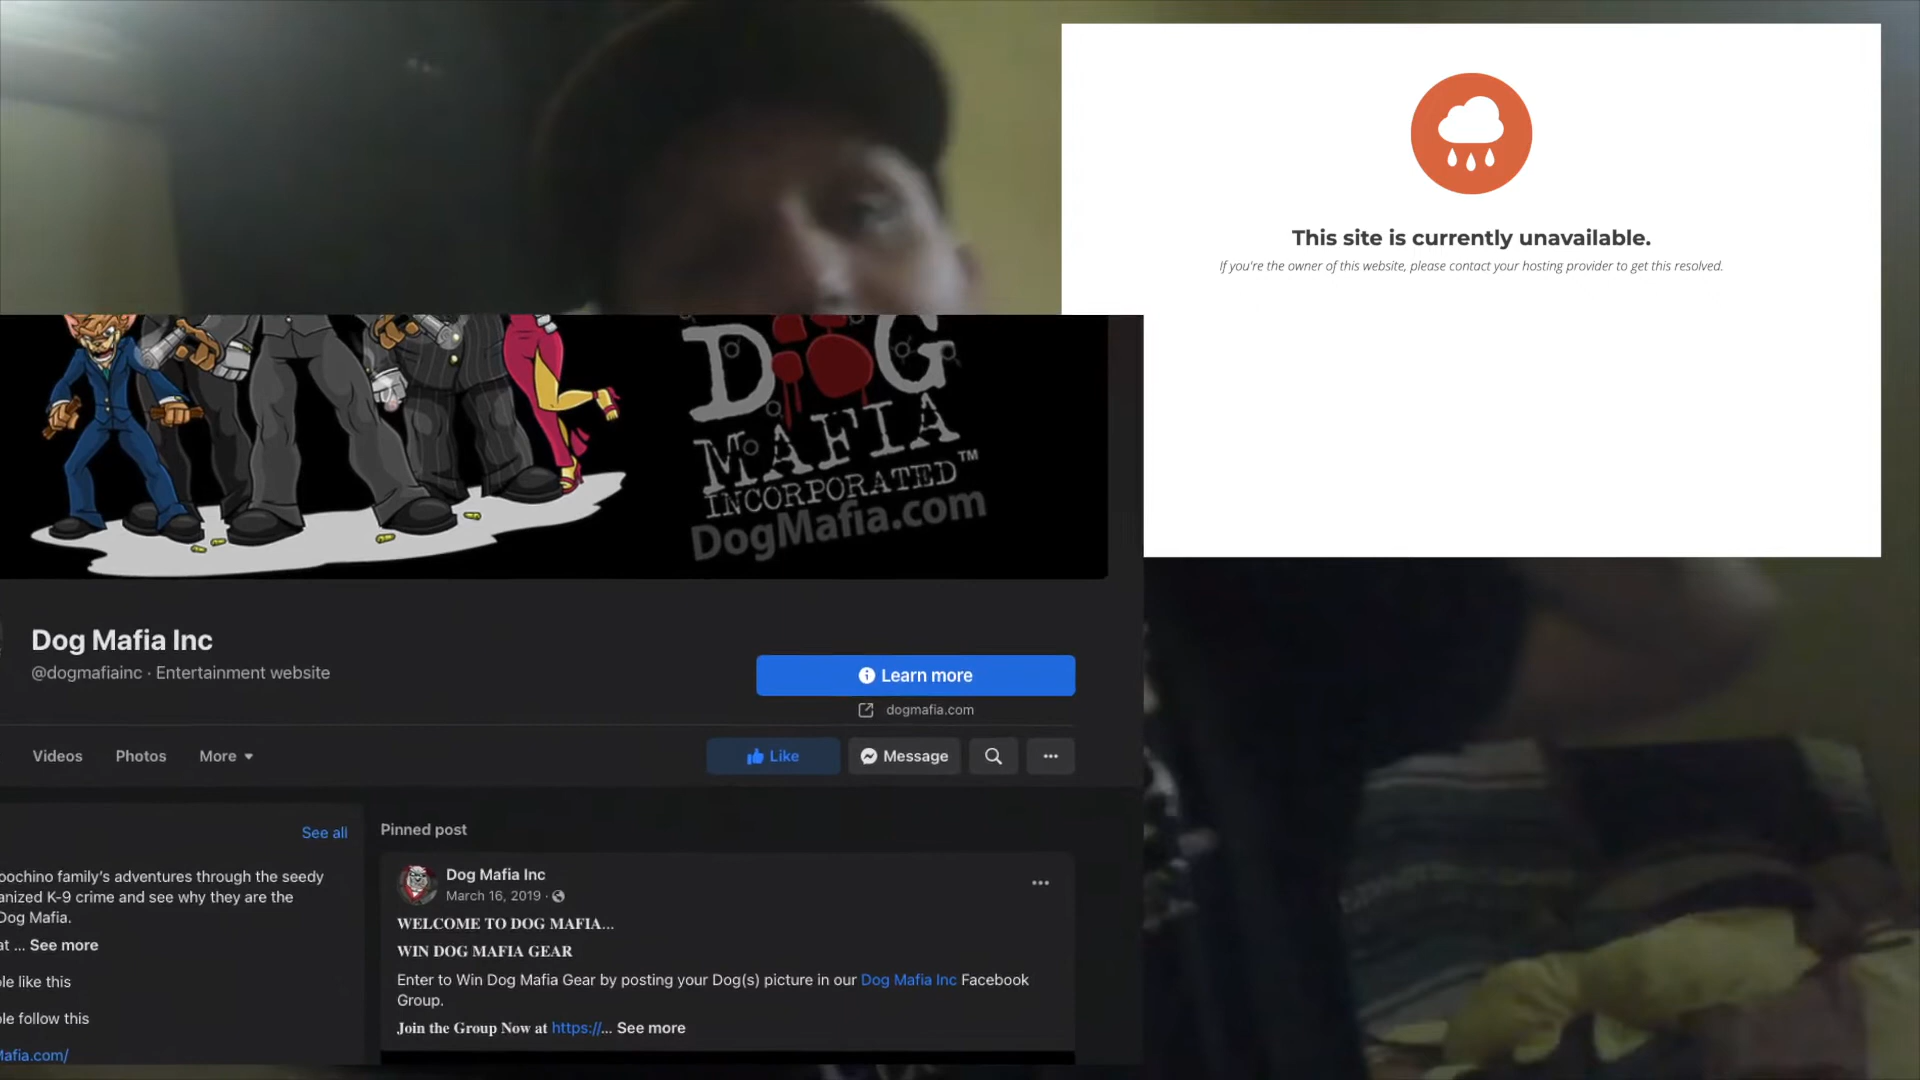 This site is currently unavailable.
If you're the owner of this website, please contact your hosting provider to get this resolved.
DOG
MAFIA
INCORPORATED™
DogMafia.com
Dog Mafia Inc
@dogmafiainc · Entertainment website
Learn more
dogmafia.com
Videos
Photos
More
Like
Message
See all
oochino family's adventures through the seedy
anized K-9 crime and see why they are the
Dog Mafia.
at ... See more
le like this
le follow this
Mafia.com/
Pinned post
Dog Mafia Inc
March 16, 2019 ·
WELCOME TO DOG MAFIA...
WIN DOG MAFIA GEAR
Enter to Win Dog Mafia Gear by posting your Dog(s) picture in our Dog Mafia Inc Facebook
Group.
Join the Group Now at https://... See more